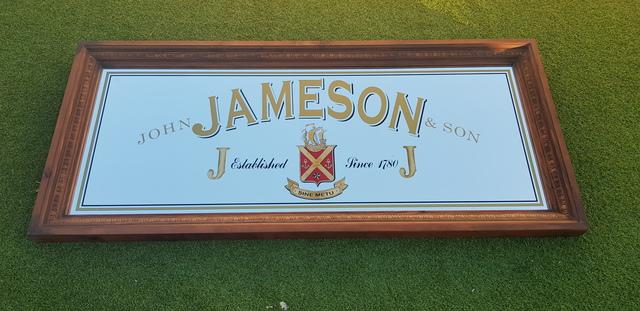 JOHN JAMESON & SON
J Established Since 1780 J
SINE METU